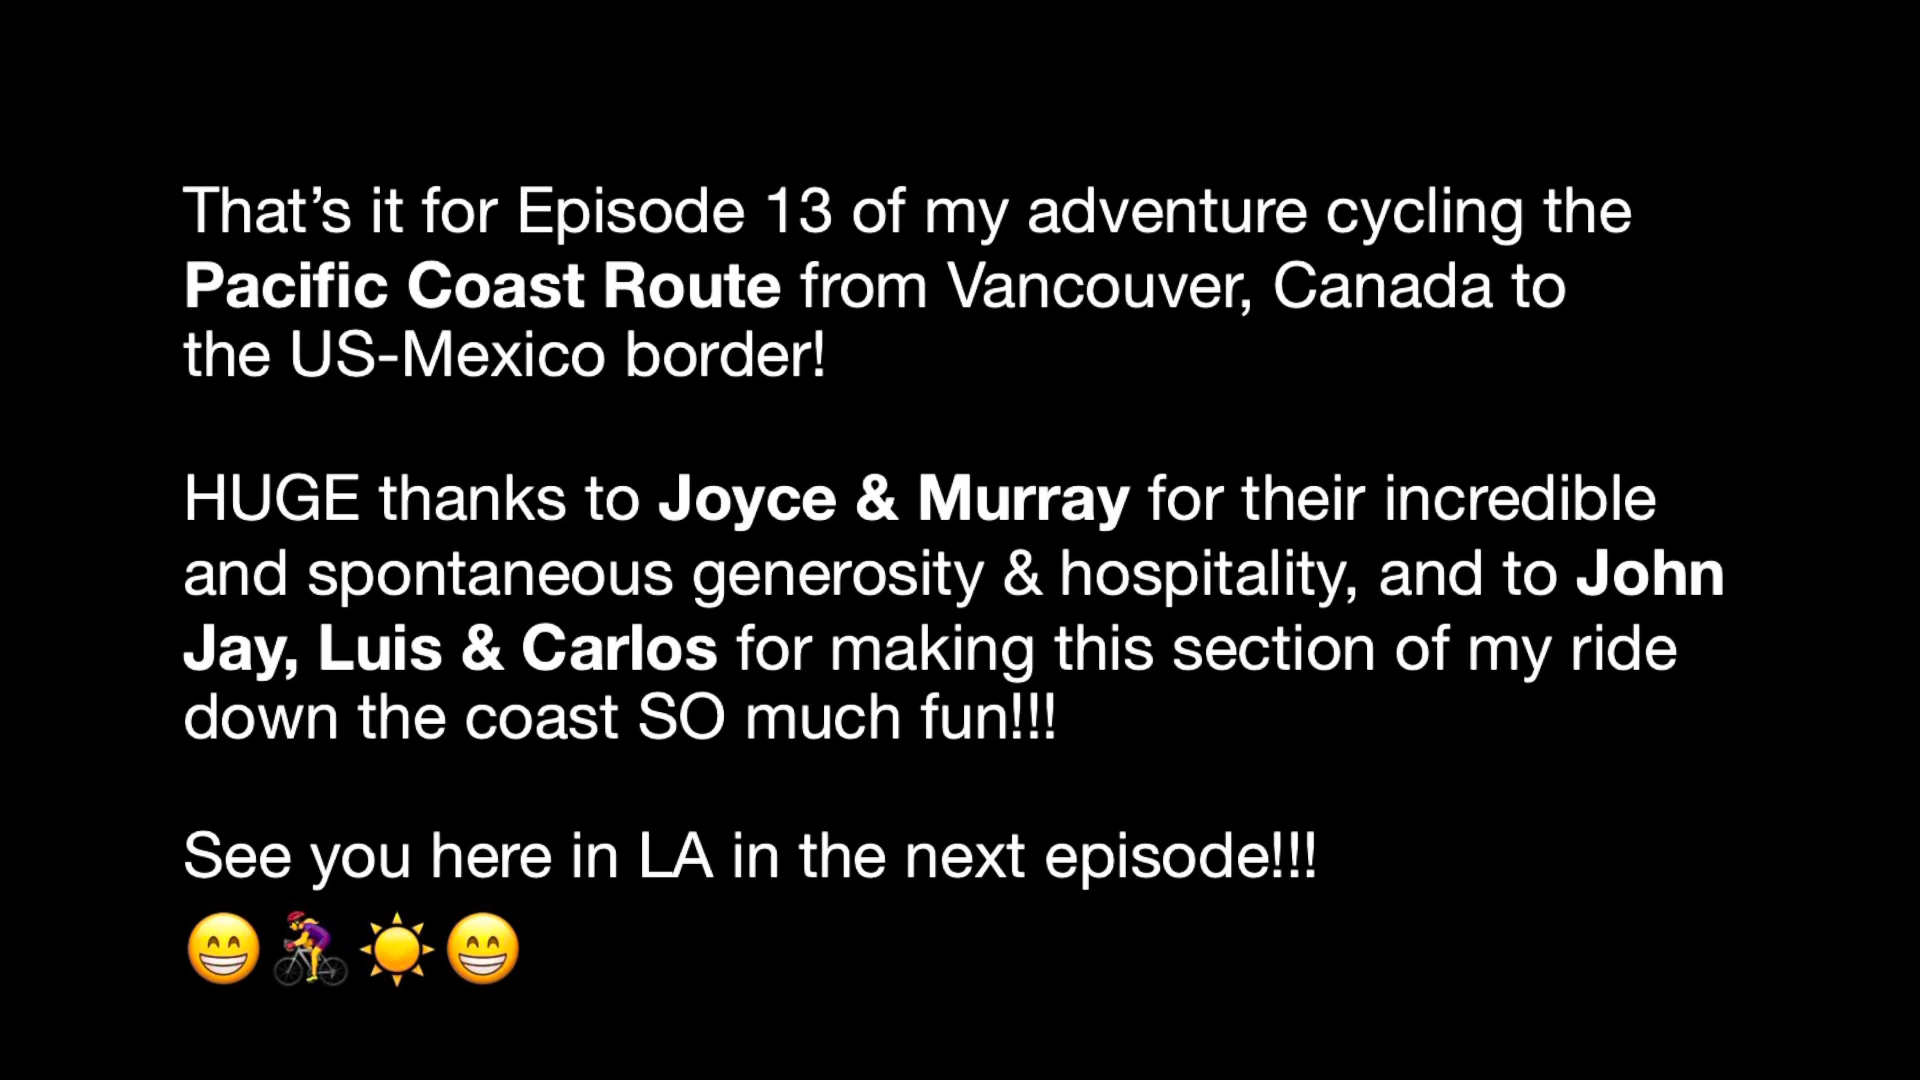 That’s it for Episode 13 of my adventure cycling the
Pacific Coast Route from Vancouver, Canada to
the US-Mexico border!
HUGE thanks to Joyce & Murray for their incredible
and spontaneous generosity & hospitality, and to John
Jay, Luis & Carlos for making this section of my ride
down the coast SO much fun!!!
See you here in LA in the next episode!!!
😁🚴‍♀️☀️😁